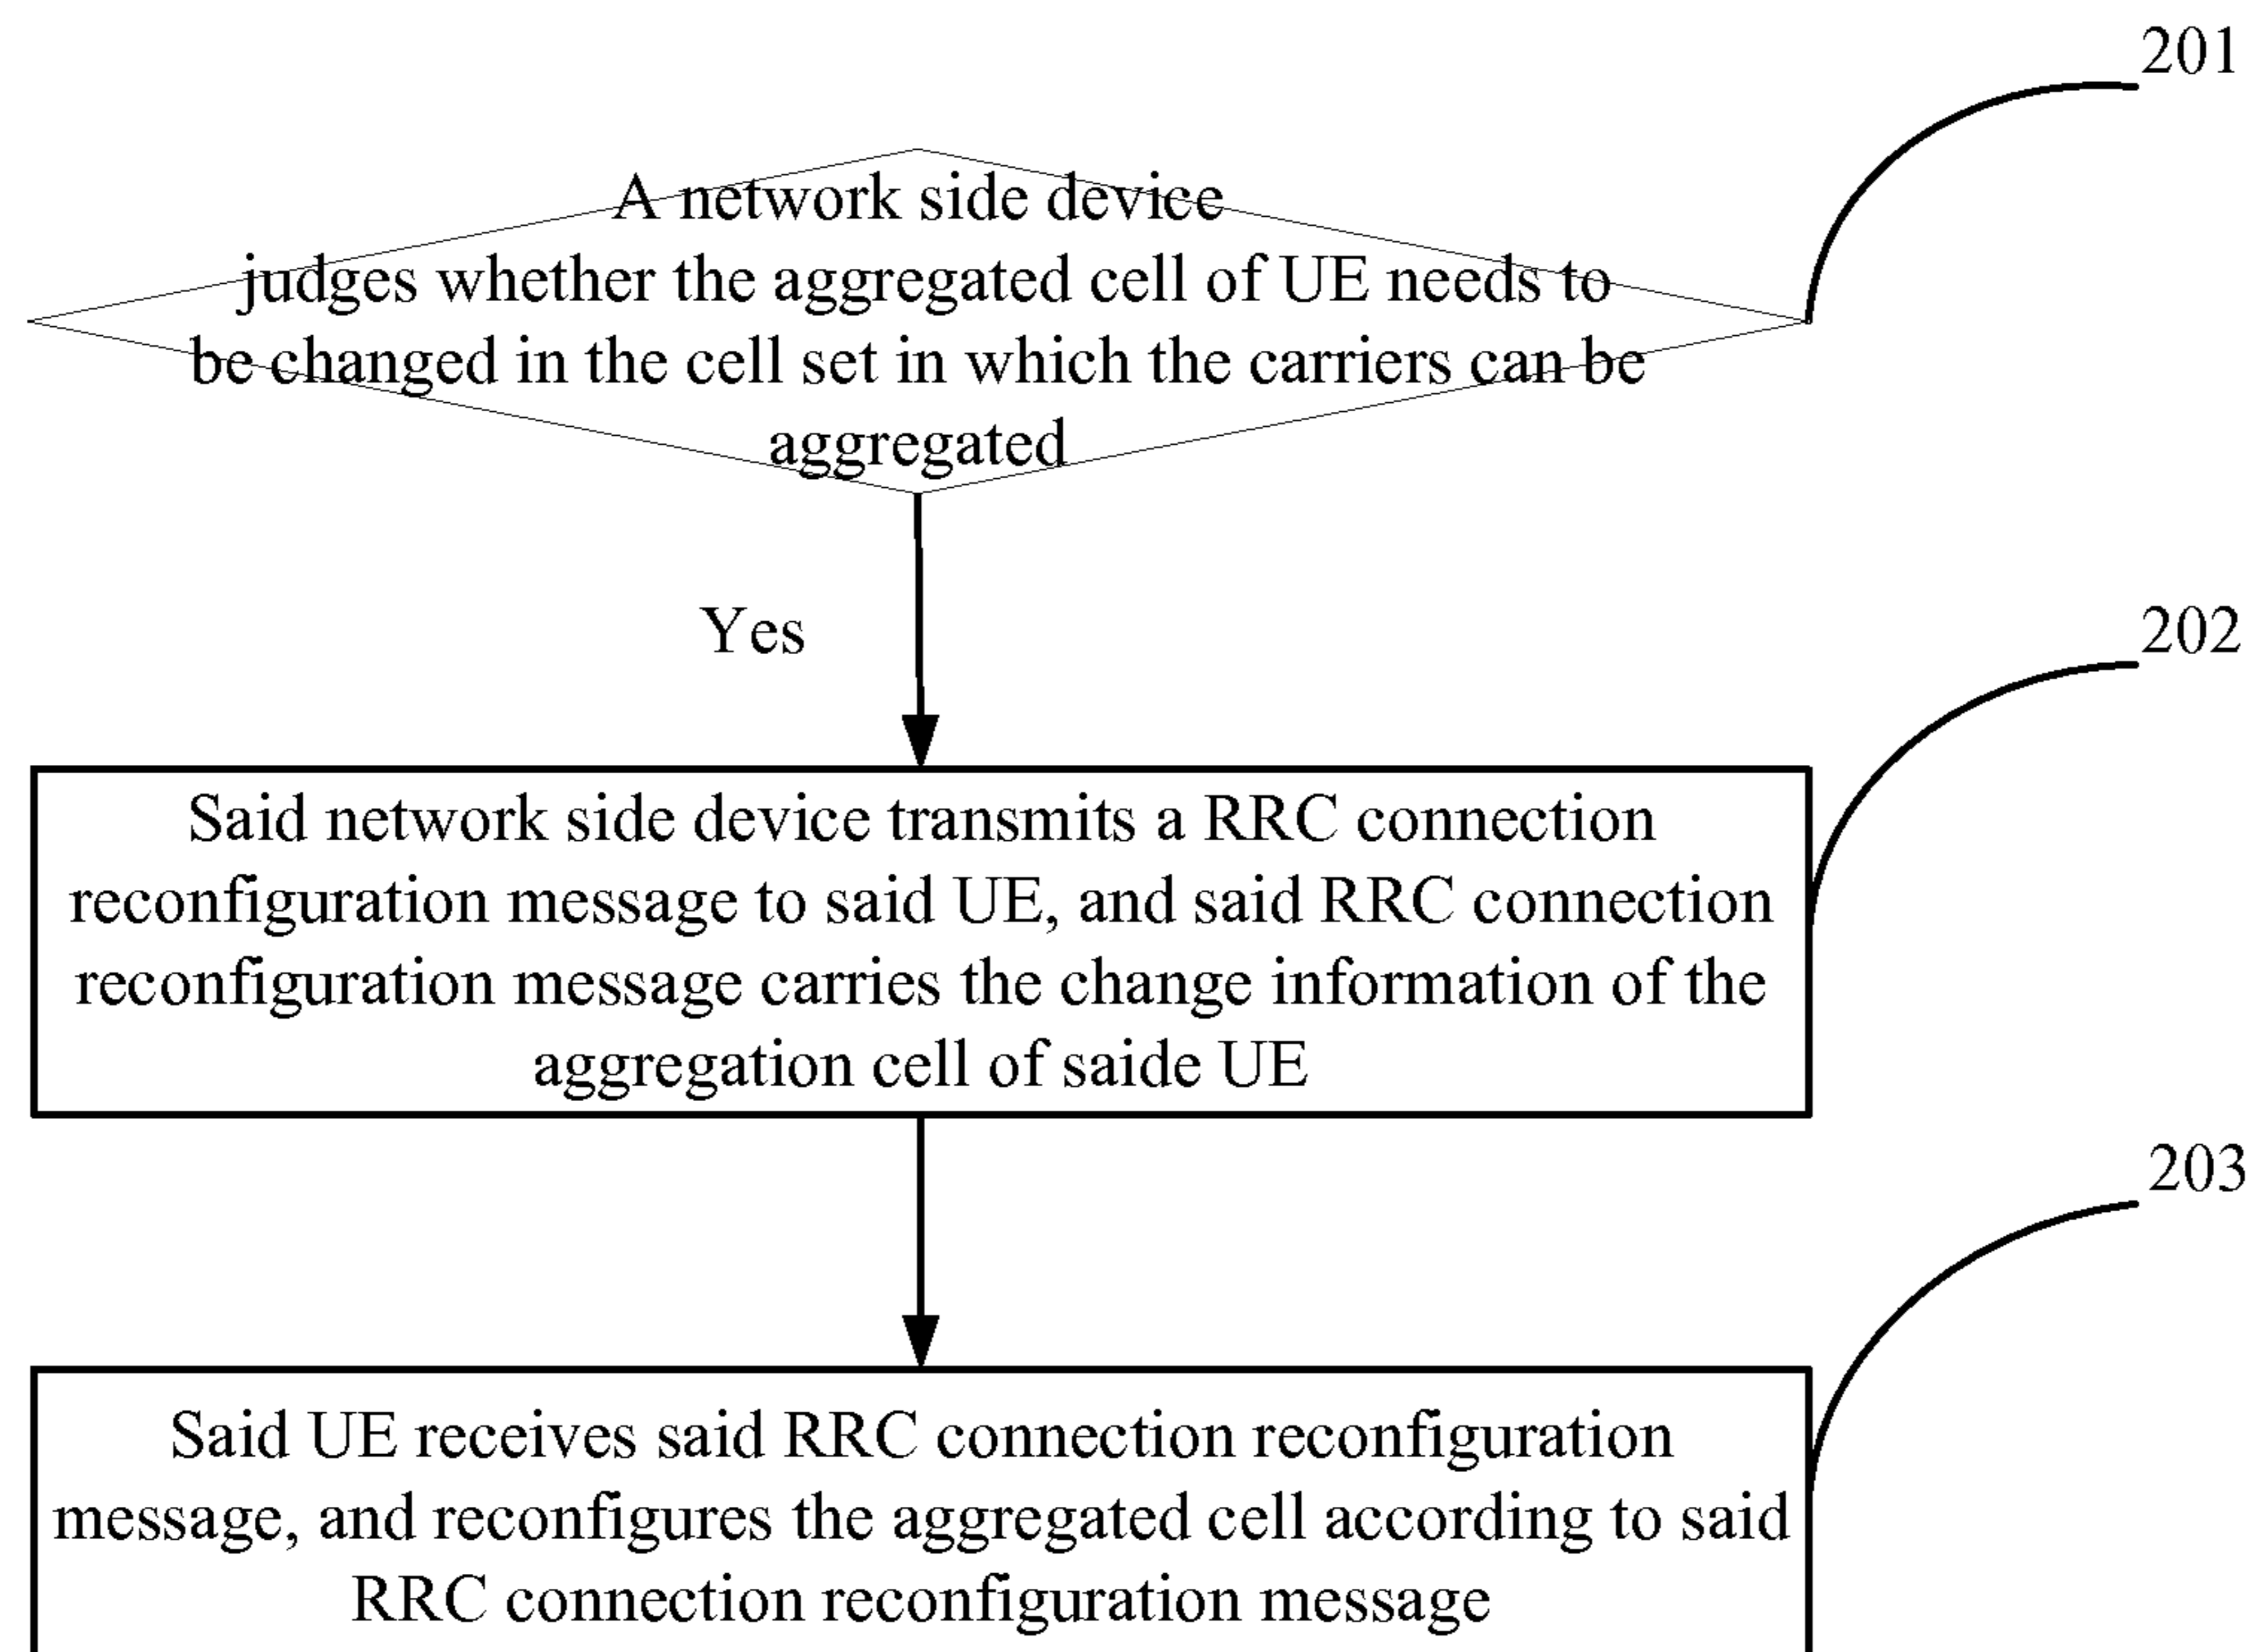 201
A network side device
judges whether the aggregated cell of UE needs to
be changed in the cell set in which the carriers can be
aggregated
Yes
202
Said network side device transmits a RRC connection
reconfiguration message to said UE, and said RRC connection
reconfiguration message carries the change information of the
aggregation cell of saide UE
203
Said UE receives said RRC connection reconfiguration
message, and reconfigures the aggregated cell according to said
RRC connection reconfiguration message